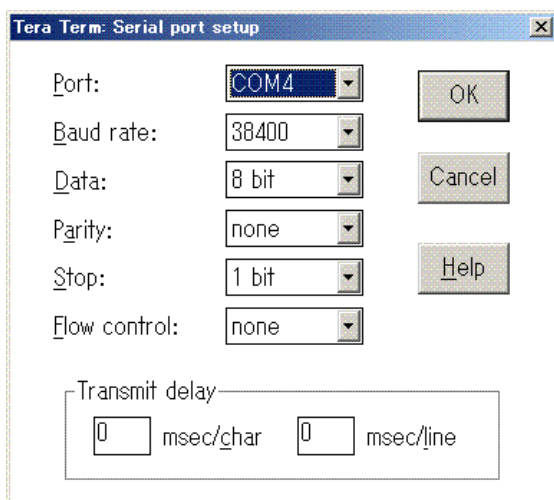 Tera Term: Serial port setup
Port: COM4 OK
Baud rate: 38400
Data: 8 bit Cancel
Parity: none
Stop: 1 bit Help
Flow control: none
Transmit delay
0 msec/char 0 msec/line